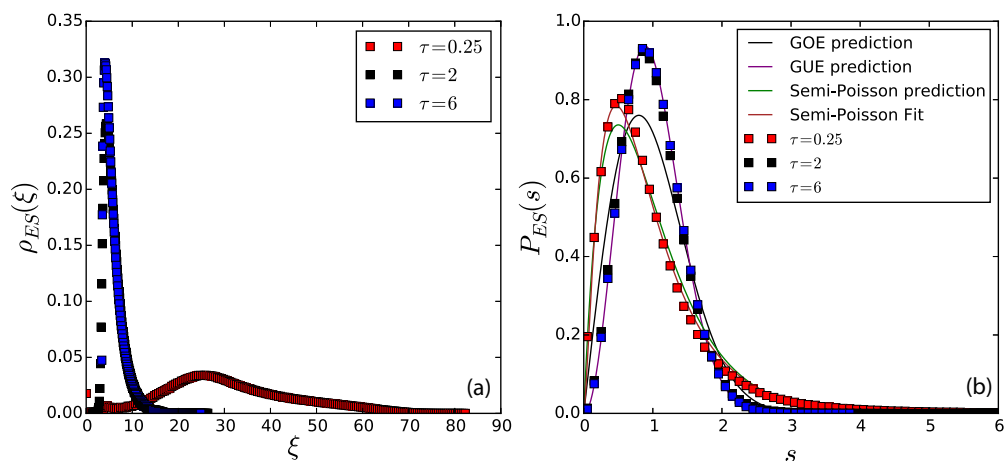 0.35
0.30
0.25
0.20
0.15
0.10
0.05
0.00
ρ_ES(ξ)
τ=0.25
τ=2
τ=6
(a)
0 10 20 30 40 50 60 70 80 90
ξ
1.0
0.8
0.6
0.4
0.2
0.0
P_ES(s)
GOE prediction
GUE prediction
Semi-Poisson prediction
Semi-Poisson Fit
τ=0.25
τ=2
τ=6
(b)
0 1 2 3 4 5 6
s